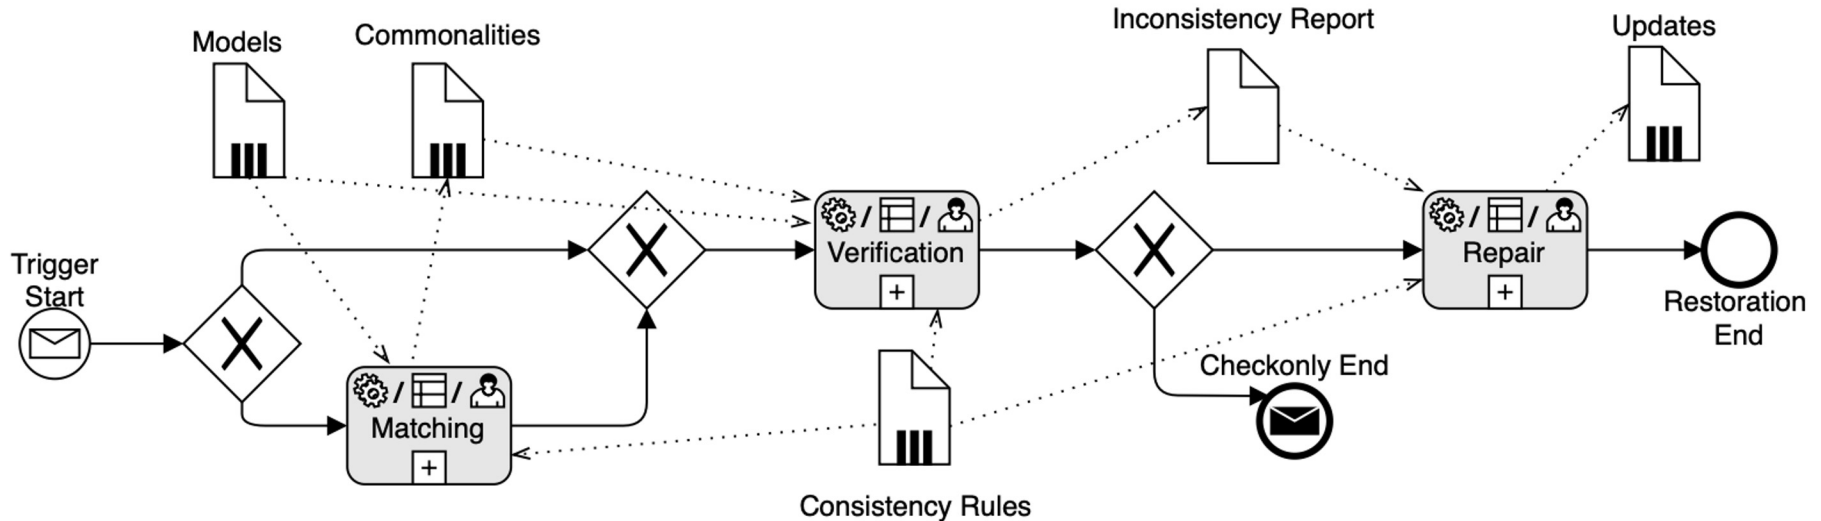 Models
Commonalities
Inconsistency Report
Updates
Trigger
Start
/ /
Verification
+
/ /
Repair
+
Restoration
End
/ /
Matching
+
Checkonly End
Consistency Rules